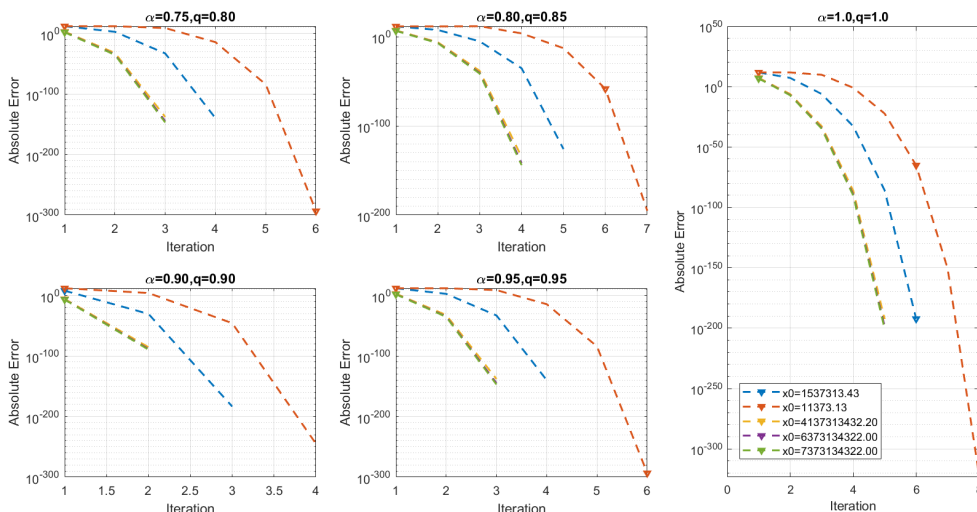 α=0.75,q=0.80
10^0
10^-100
10^-200
10^-300
Absolute Error
1 2 3 4 5 6
Iteration
α=0.80,q=0.85
10^0
10^-100
10^-200
Absolute Error
1 2 3 4 5 6 7
Iteration
α=0.90,q=0.90
10^0
10^-100
10^-200
10^-300
Absolute Error
1 1.5 2 2.5 3 3.5 4
Iteration
α=0.95,q=0.95
10^0
10^-100
10^-200
10^-300
Absolute Error
1 2 3 4 5 6
Iteration
α=1.0,q=1.0
10^50
10^0
10^-50
10^-100
10^-150
10^-200
10^-250
10^-300
Absolute Error
x0=1537313.43
x0=11373.13
x0=4137313432.20
x0=6373134322.00
x0=7373134322.00
0 2 4 6 8
Iteration